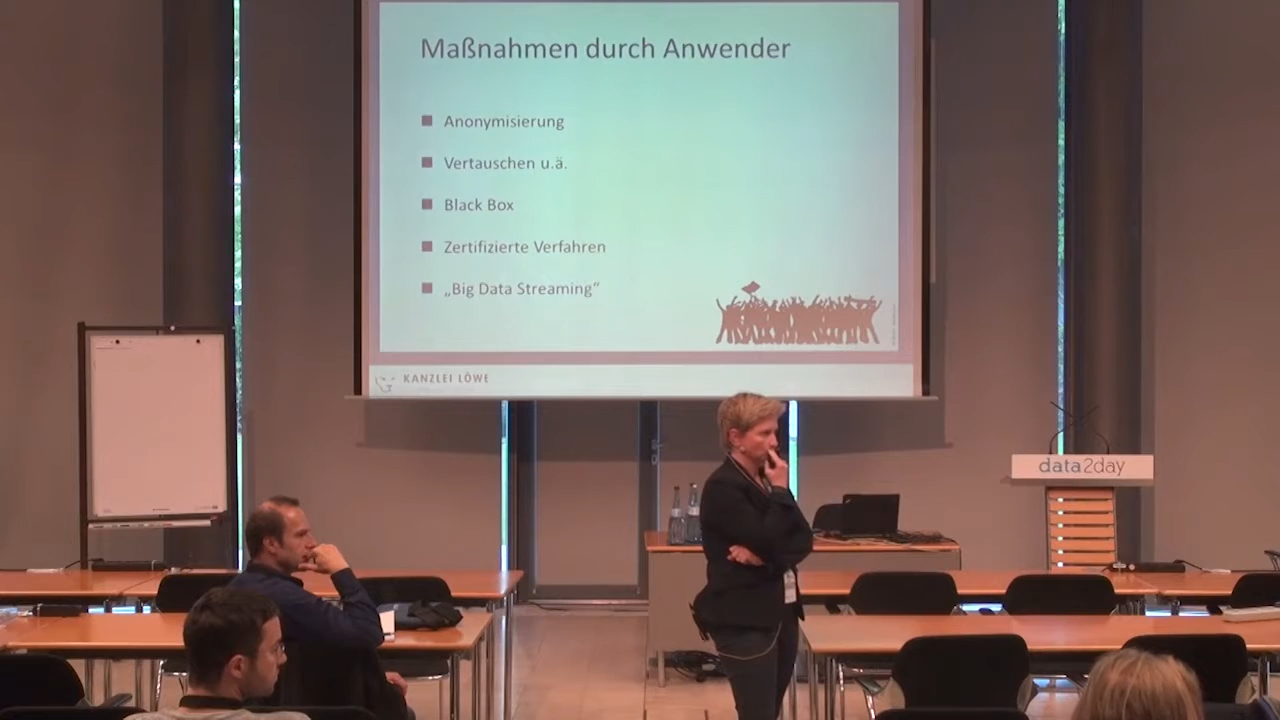 Maßnahmen durch Anwender
Anonymisierung
Vertauschen u.ä.
Black Box
Zertifizierte Verfahren
„Big Data Streaming“
KANZLEI LÖWE
data2day